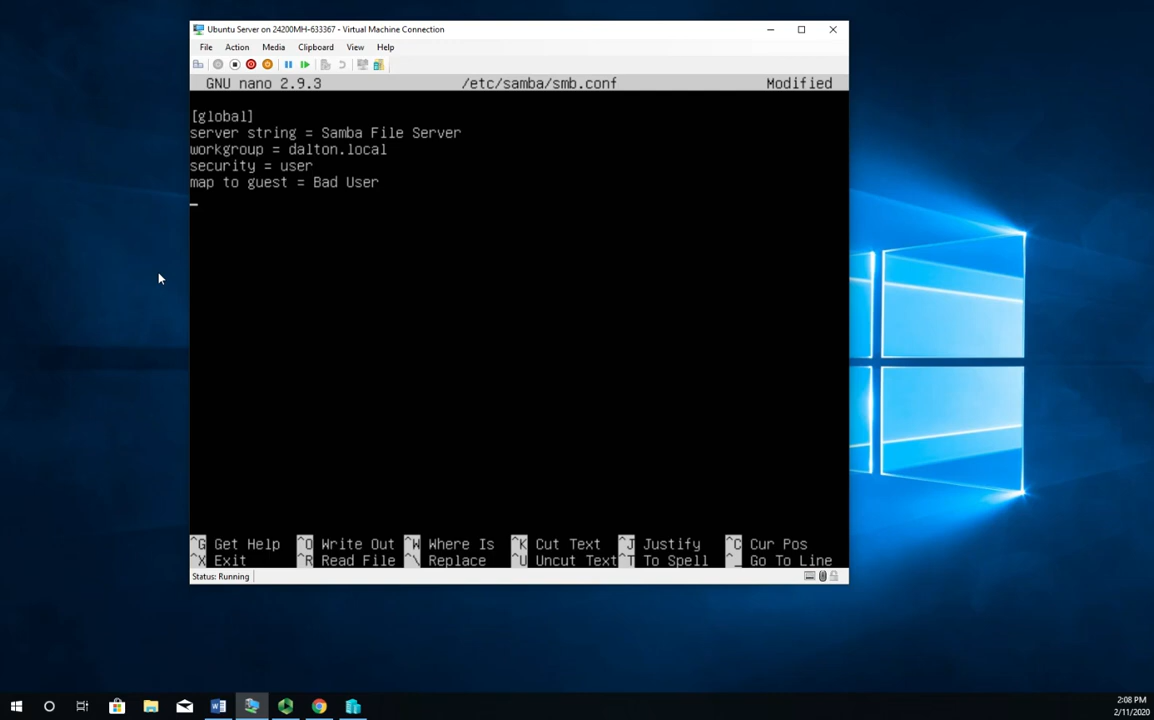 Ubuntu Server on 24200MH-633367 - Virtual Machine Connection
File Action Media Clipboard View Help
GNU nano 2.9.3 /etc/samba/smb.conf Modified
[global]
server string = Samba File Server
workgroup = dalton.local
security = user
map to guest = Bad User
^G Get Help ^O Write Out ^W Where Is ^K Cut Text ^J Justify ^C Cur Pos
^X Exit ^R Read File ^\ Replace ^U Uncut Text ^T To Spell ^_ Go To Line
Status: Running
2:08 PM
2/11/2020